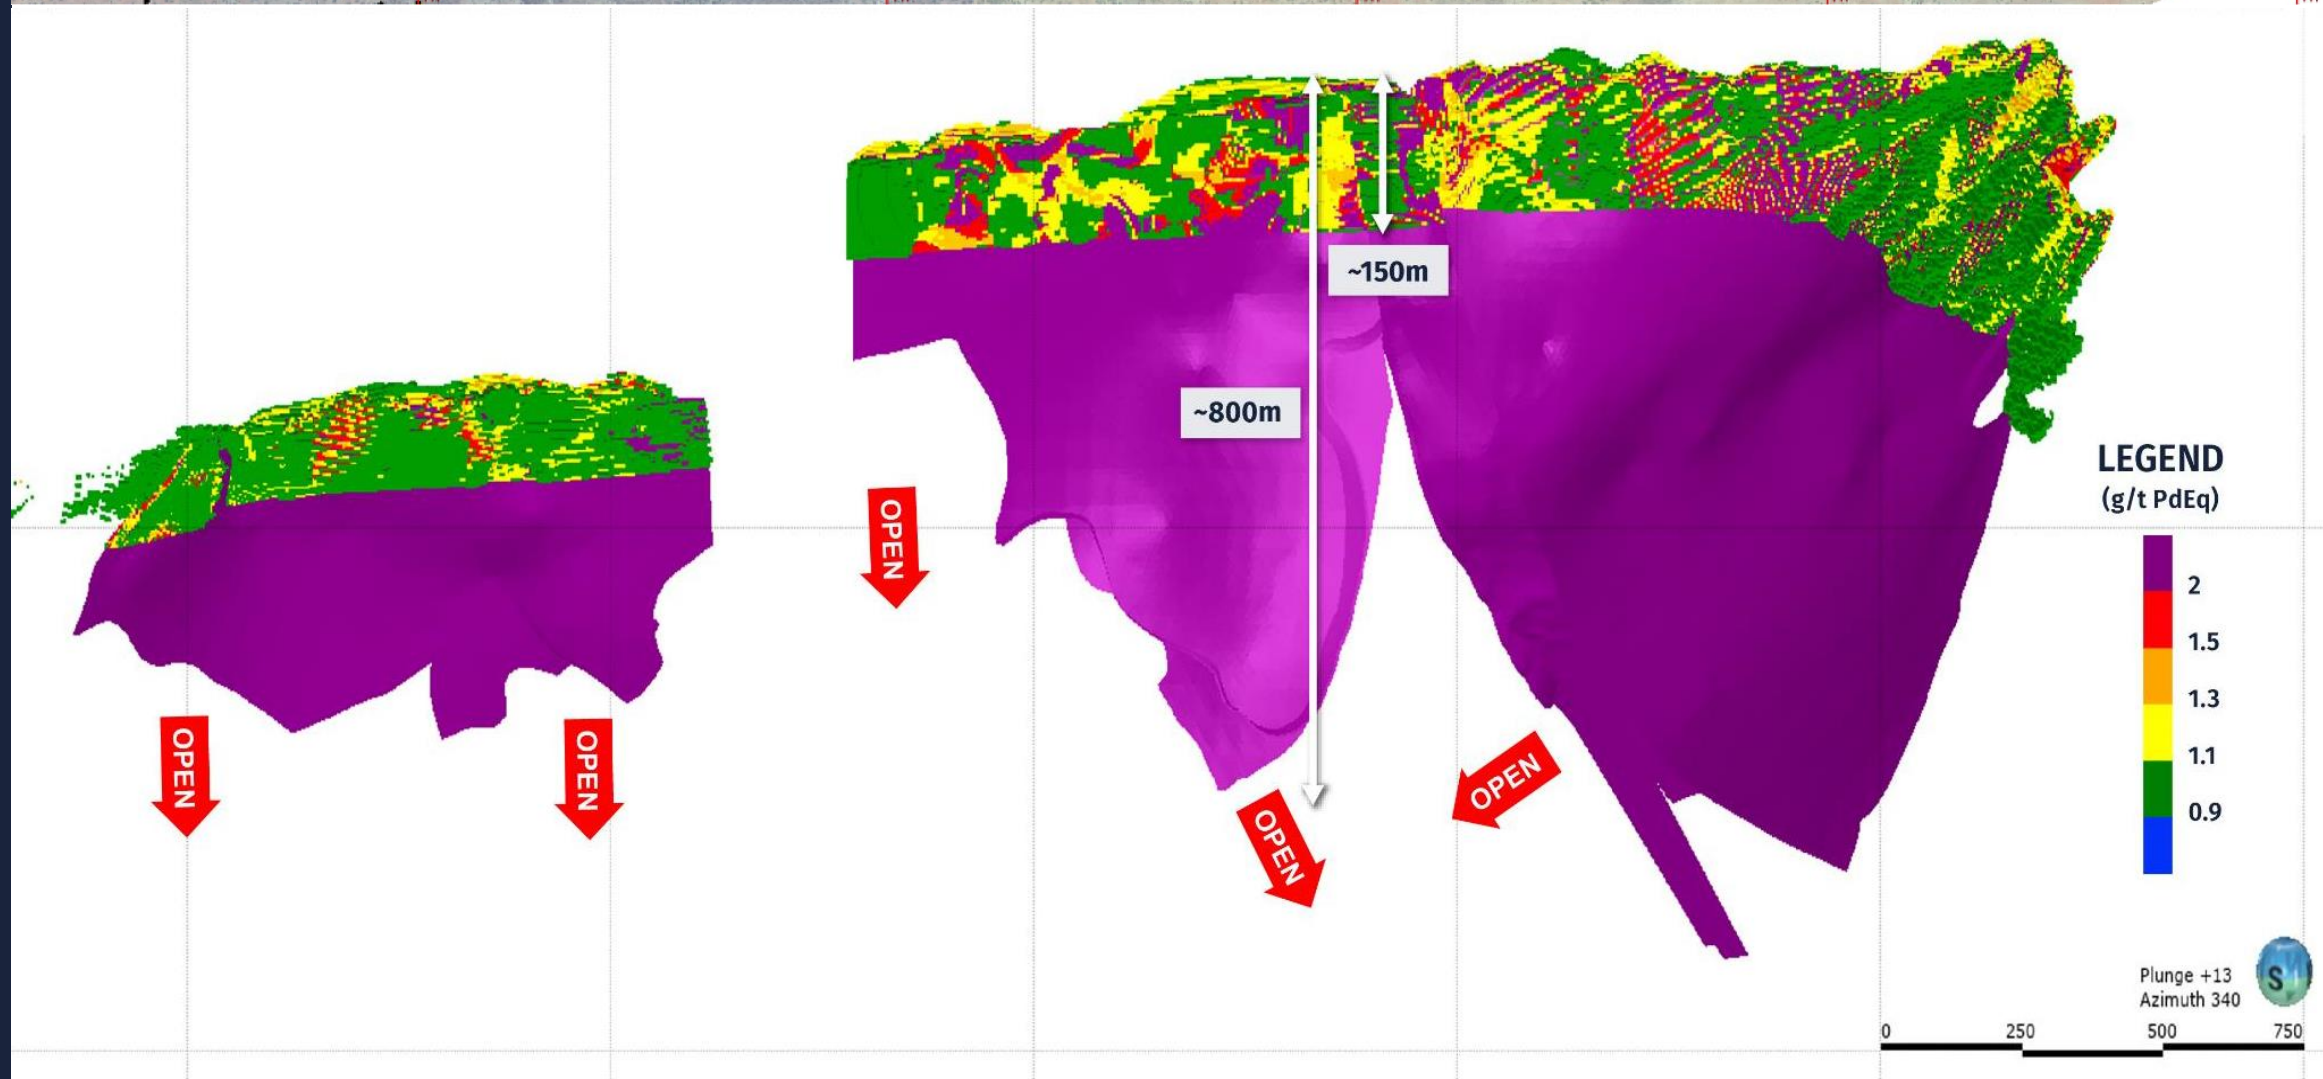 ~150m
~800m
OPEN
OPEN
OPEN
OPEN
OPEN
LEGEND
(g/t PdEq)
2
1.5
1.3
1.1
0.9
Plunge +13
Azimuth 340
S
0 250 500 750